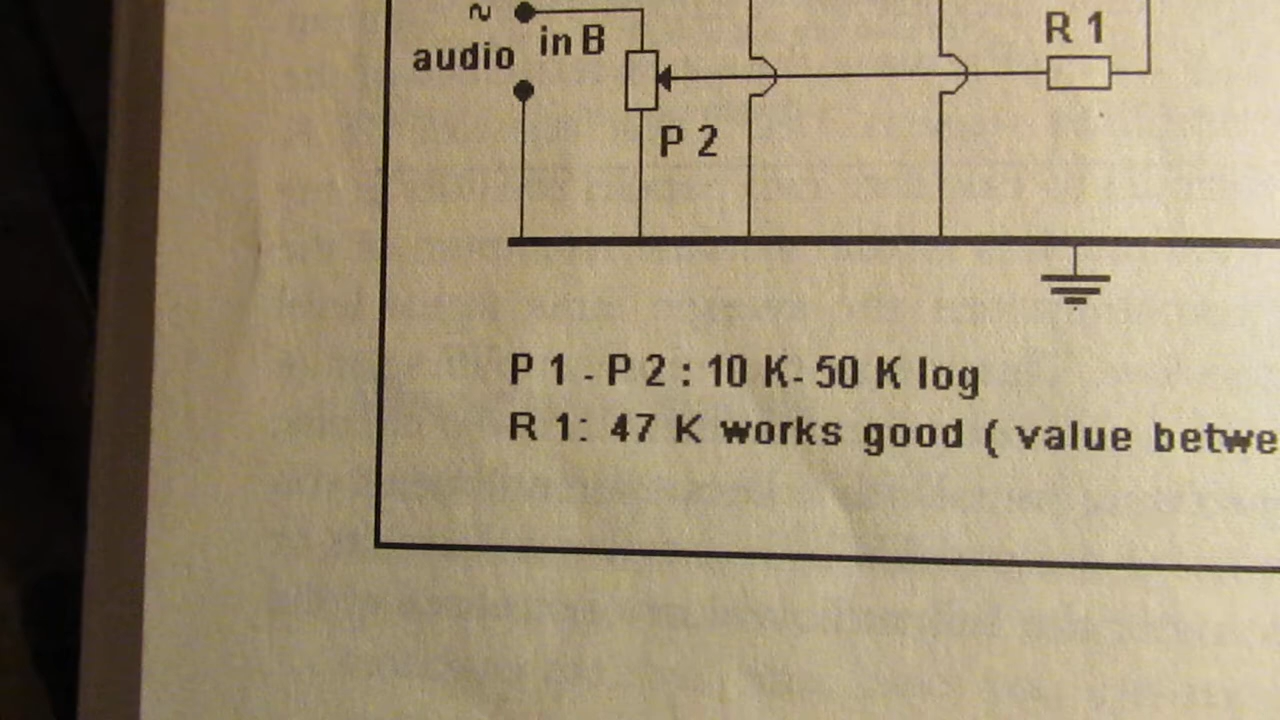 ~
in B
audio
R 1
P 2
P 1 - P 2 : 10 K- 50 K log
R 1: 47 K works good ( value betwe